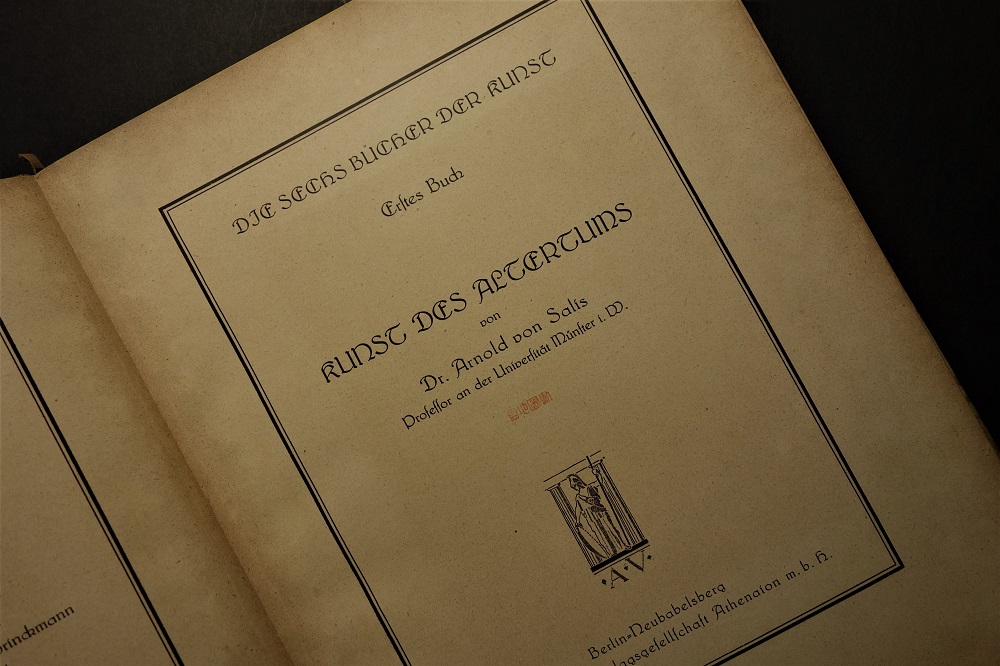 DIE SECHS BÜCHER DER KUNST
Erſtes Buch
KUNST DES ALTERTUMS
von
Dr. Arnold von Salis
Profeſſor an der Univerſität Münſter i. W.
A·V·
Berlin=Neubabelsberg
Athenaion m. b. H.